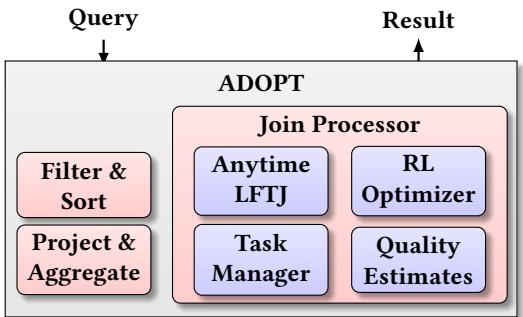 Query
Result
ADOPT
Join Processor
Filter &
Sort
Project &
Aggregate
Anytime
LFTJ
RL
Optimizer
Task
Manager
Quality
Estimates